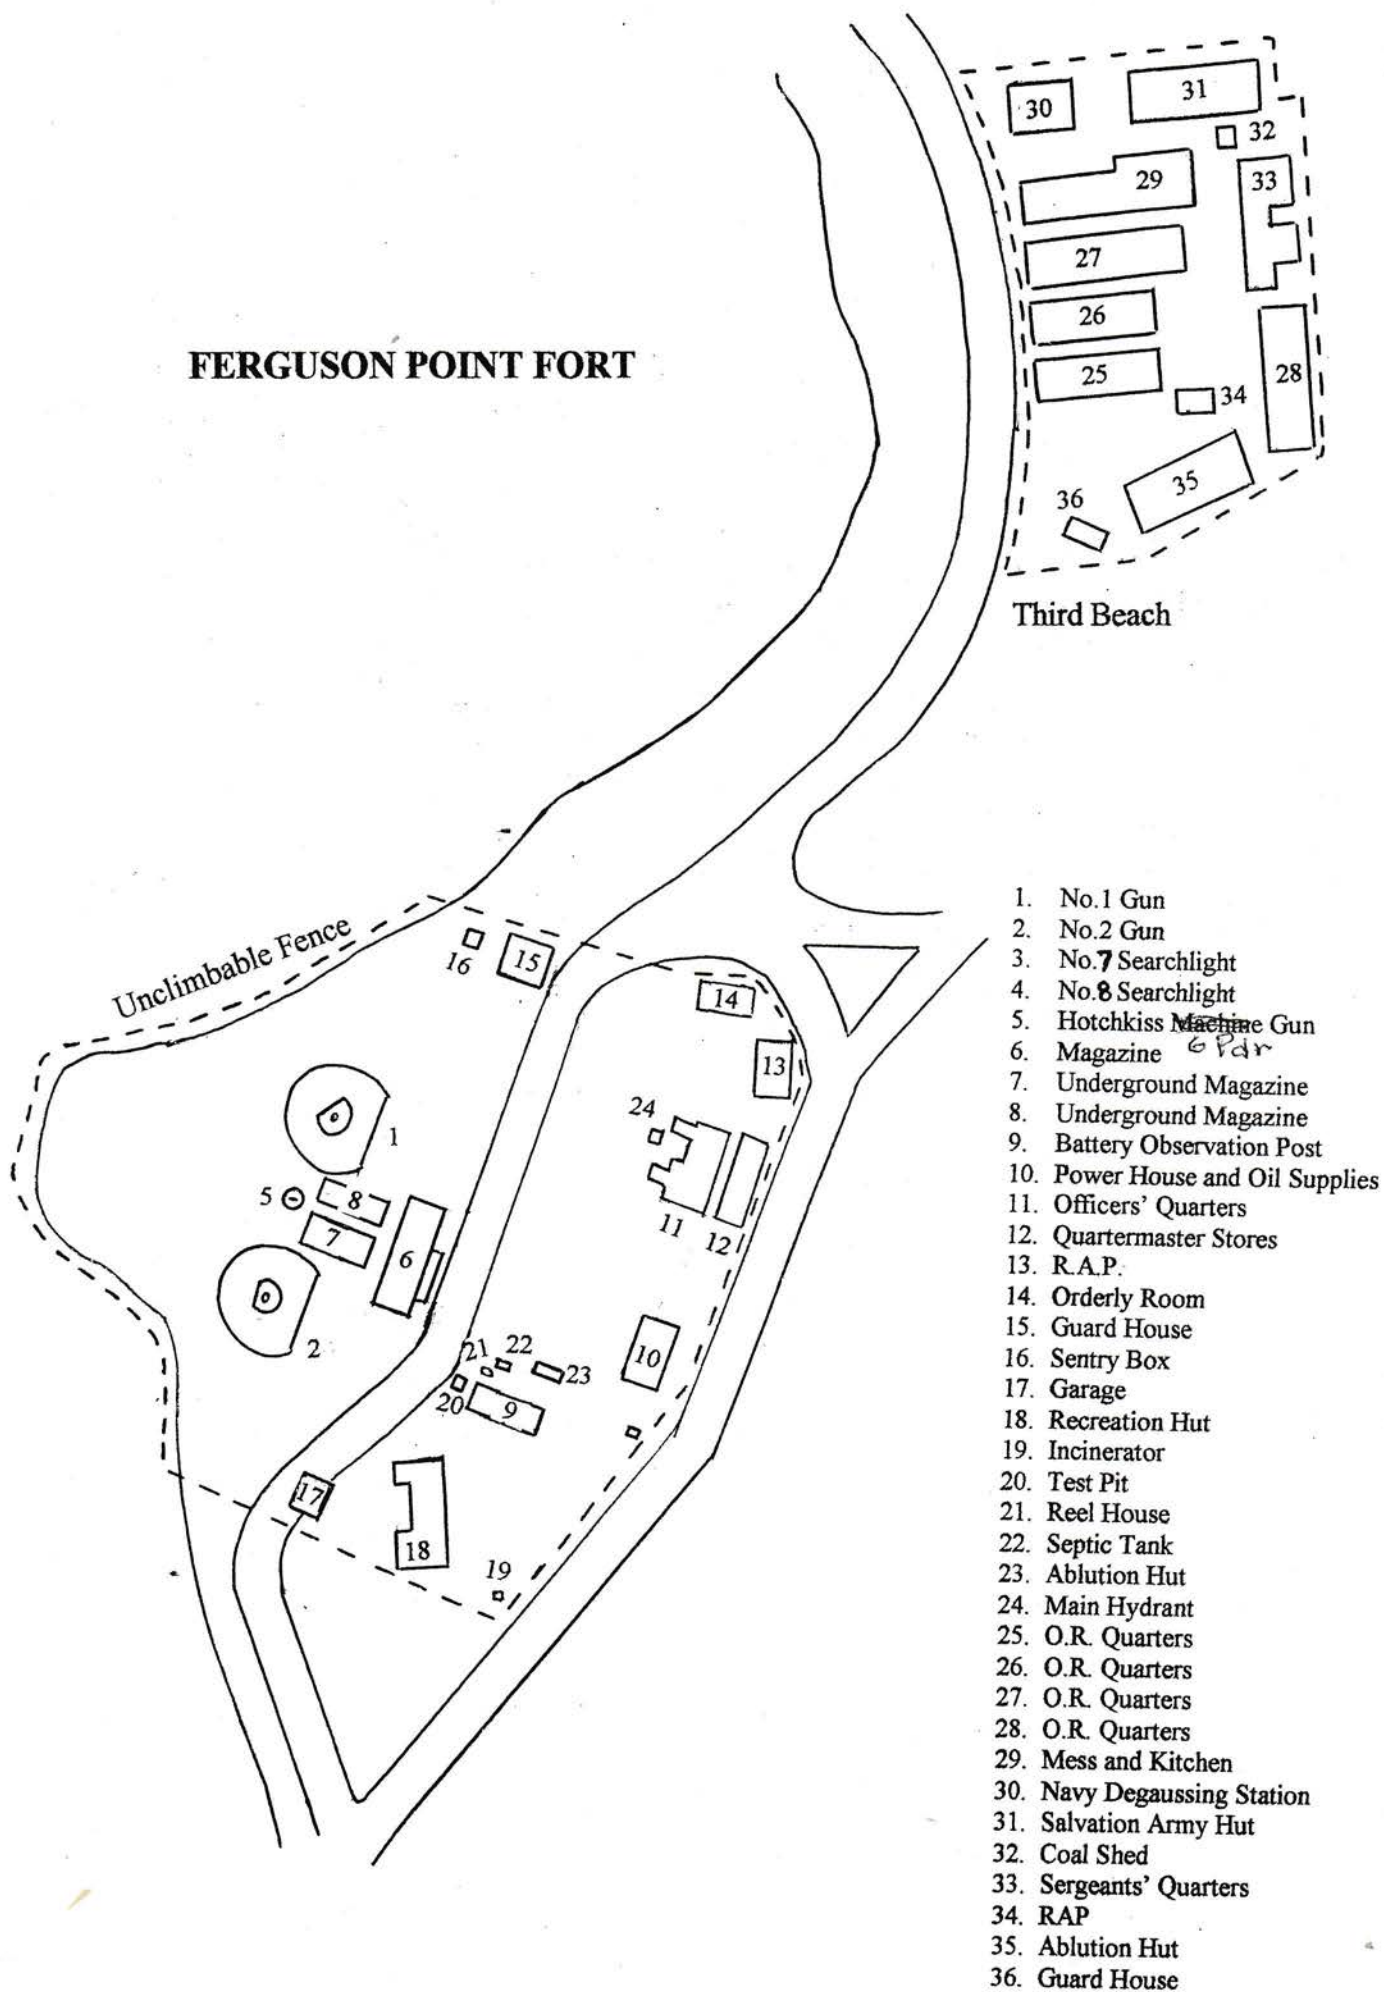 30
31
32
29
33
27
26
25
34
28
35
36
FERGUSON POINT FORT
Third Beach
Unclimbable Fence
16
15
14
13
24
1
5
8
7
6
11
12
2
21
22
23
10
20
9
17
18
19
1. No.1 Gun
2. No.2 Gun
3. No.7 Searchlight
4. No.8 Searchlight
5. Hotchkiss Machine Gun
6 Pdr
6. Magazine
7. Underground Magazine
8. Underground Magazine
9. Battery Observation Post
10. Power House and Oil Supplies
11. Officers’ Quarters
12. Quartermaster Stores
13. R.A.P.
14. Orderly Room
15. Guard House
16. Sentry Box
17. Garage
18. Recreation Hut
19. Incinerator
20. Test Pit
21. Reel House
22. Septic Tank
23. Ablution Hut
24. Main Hydrant
25. O.R. Quarters
26. O.R. Quarters
27. O.R. Quarters
28. O.R. Quarters
29. Mess and Kitchen
30. Navy Degaussing Station
31. Salvation Army Hut
32. Coal Shed
33. Sergeants’ Quarters
34. RAP
35. Ablution Hut
36. Guard House